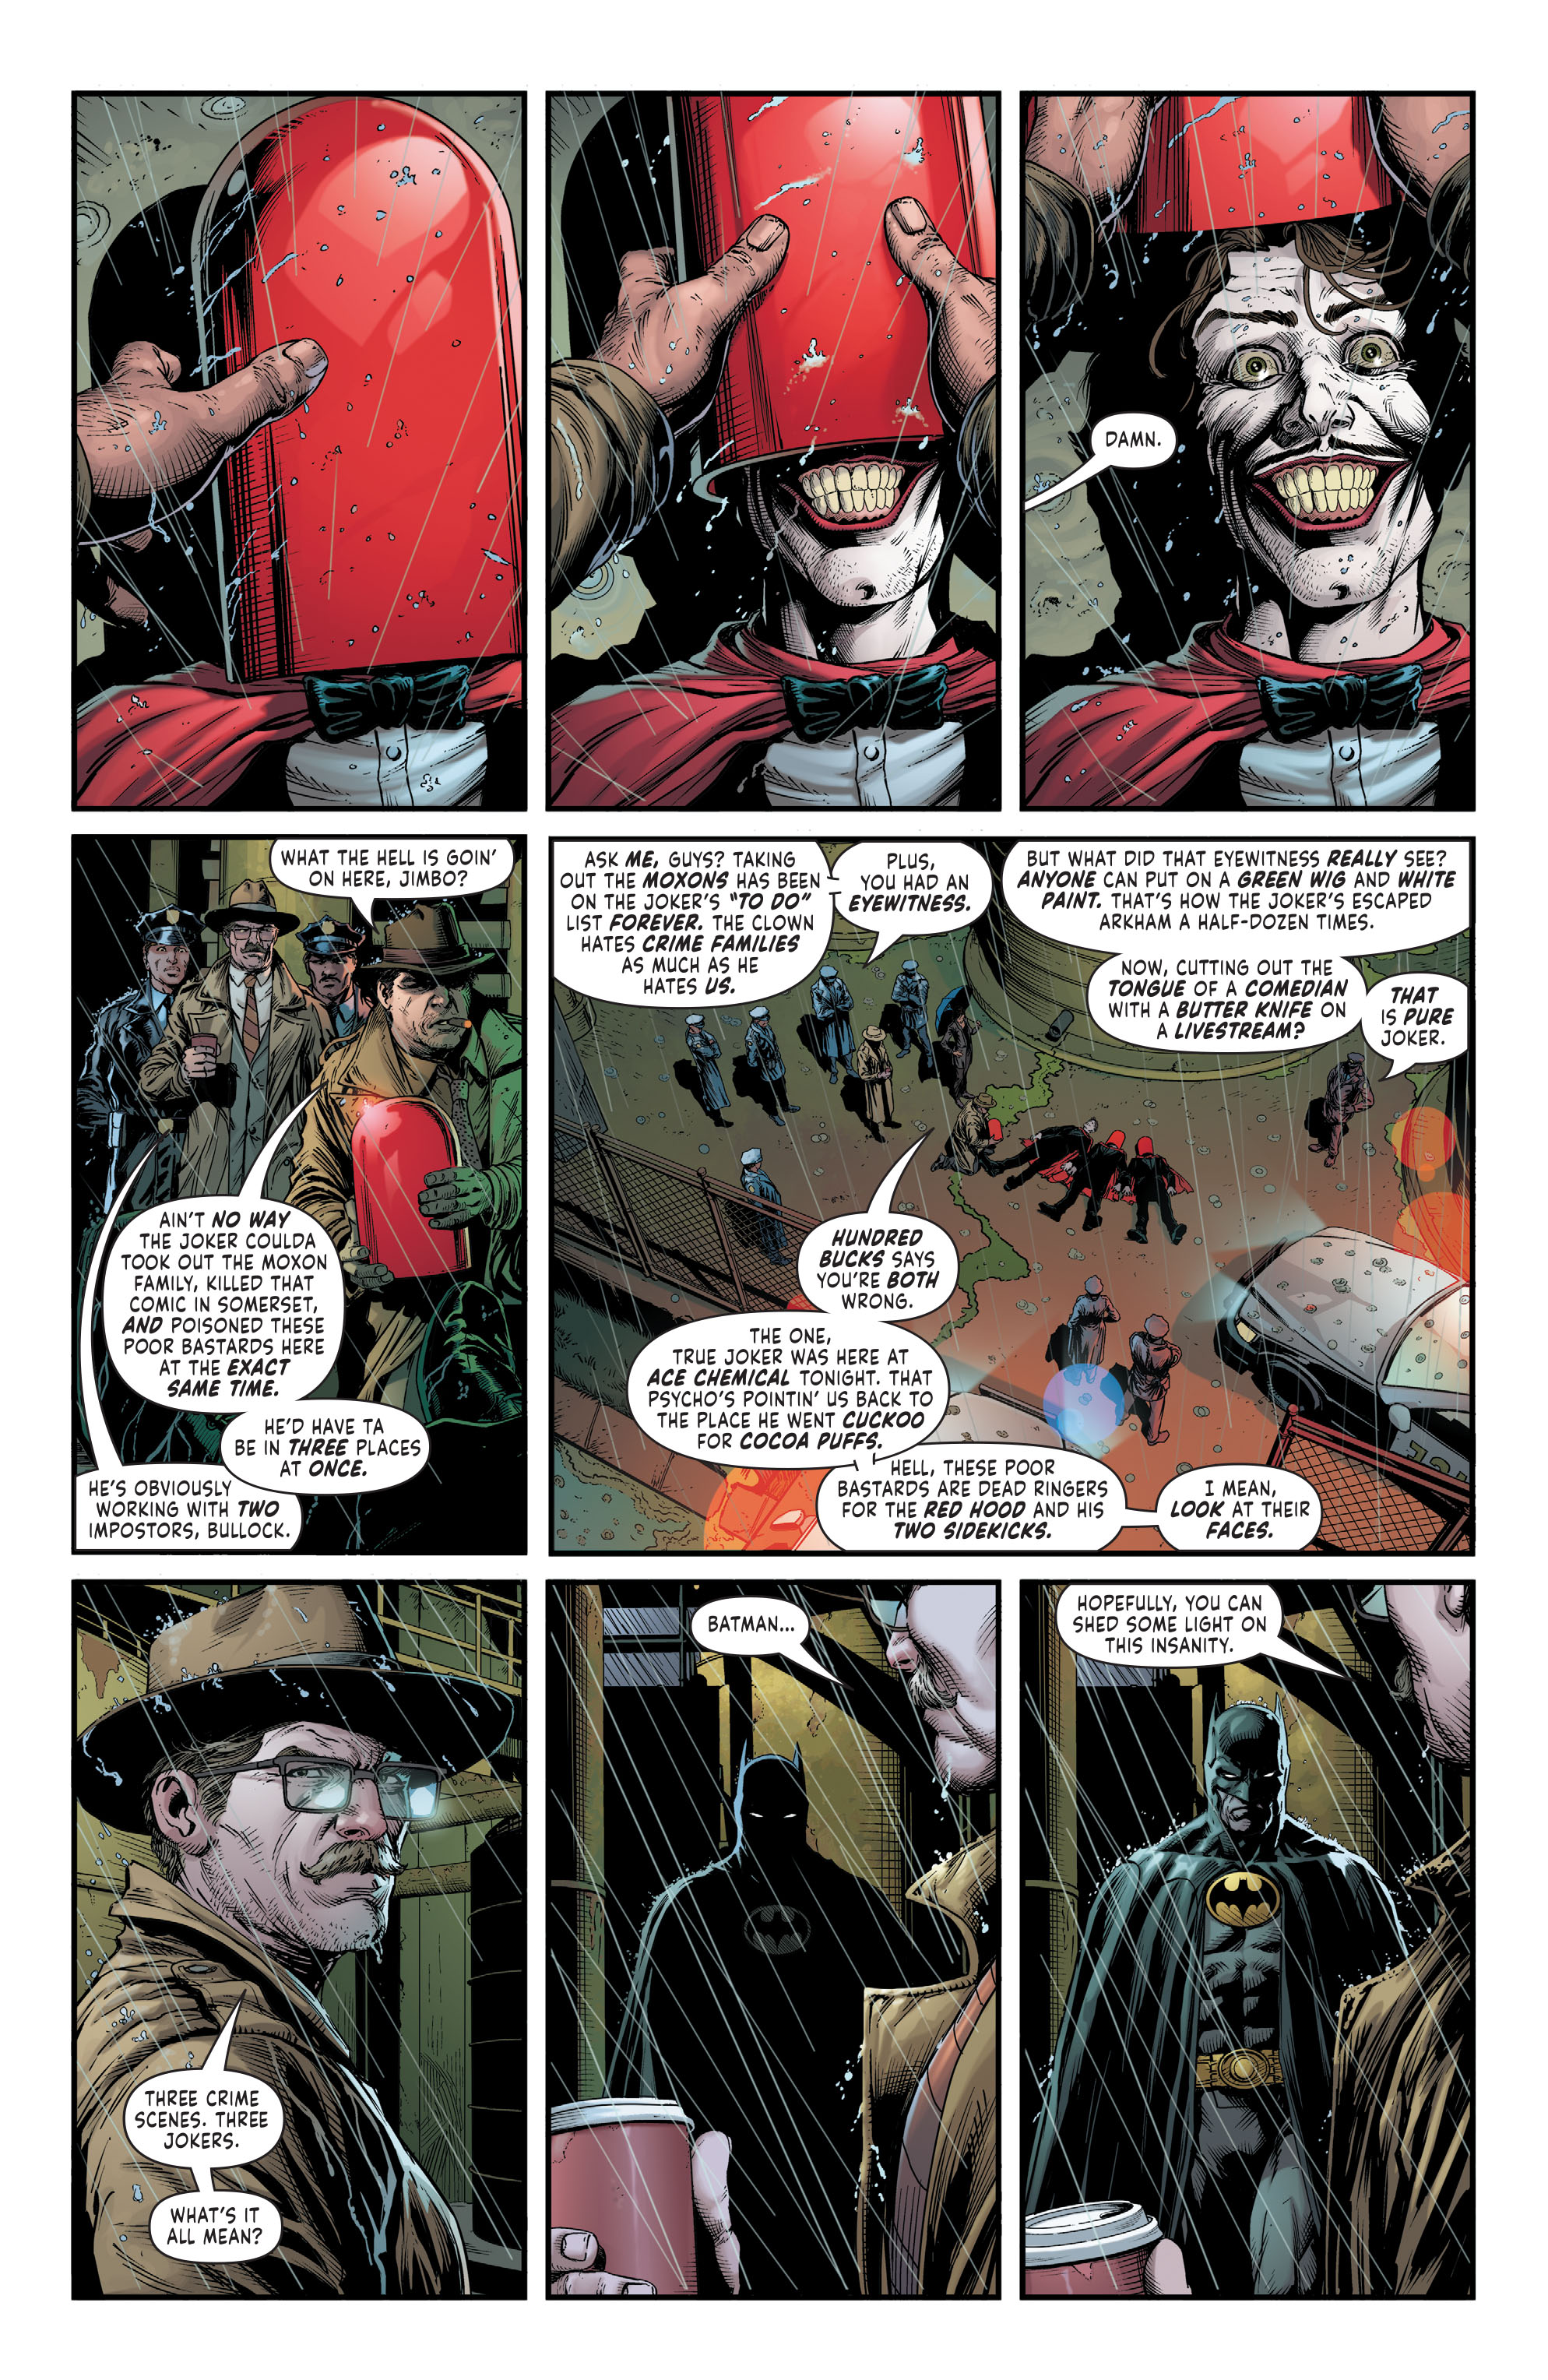 DAMN.
WHAT THE HELL IS GOIN'
ON HERE, JIMBO?
AIN'T NO WAY
THE JOKER COULDA
TOOK OUT THE MOXON
FAMILY, KILLED THAT
COMIC IN SOMERSET,
AND POISONED THESE
POOR BASTARDS HERE
AT THE EXACT
SAME TIME.
HE'D HAVE TA
BE IN THREE PLACES
AT ONCE.
HE'S OBVIOUSLY
WORKING WITH TWO
IMPOSTORS, BULLOCK.
ASK ME, GUYS? TAKING
OUT THE MOXONS HAS BEEN
ON THE JOKER'S "TO DO"
LIST FOREVER. THE CLOWN
HATES CRIME FAMILIES
AS MUCH AS HE
HATES US.
PLUS,
YOU HAD AN
EYEWITNESS.
BUT WHAT DID THAT EYEWITNESS REALLY SEE?
ANYONE CAN PUT ON A GREEN WIG AND WHITE
PAINT. THAT'S HOW THE JOKER'S ESCAPED
ARKHAM A HALF-DOZEN TIMES.
NOW, CUTTING OUT THE
TONGUE OF A COMEDIAN
WITH A BUTTER KNIFE ON
A LIVESTREAM?
THAT
IS PURE
JOKER.
HUNDRED
BUCKS SAYS
YOU'RE BOTH
WRONG.
THE ONE,
TRUE JOKER WAS HERE AT
ACE CHEMICAL TONIGHT. THAT
PSYCHO'S POINTIN' US BACK TO
THE PLACE HE WENT CUCKOO
FOR COCOA PUFFS.
HELL, THESE POOR
BASTARDS ARE DEAD RINGERS
FOR THE RED HOOD AND HIS
TWO SIDEKICKS.
I MEAN,
LOOK AT THEIR
FACES.
THREE CRIME
SCENES. THREE
JOKERS.
WHAT'S IT
ALL MEAN?
BATMAN...
HOPEFULLY, YOU CAN
SHED SOME LIGHT ON
THIS INSANITY.